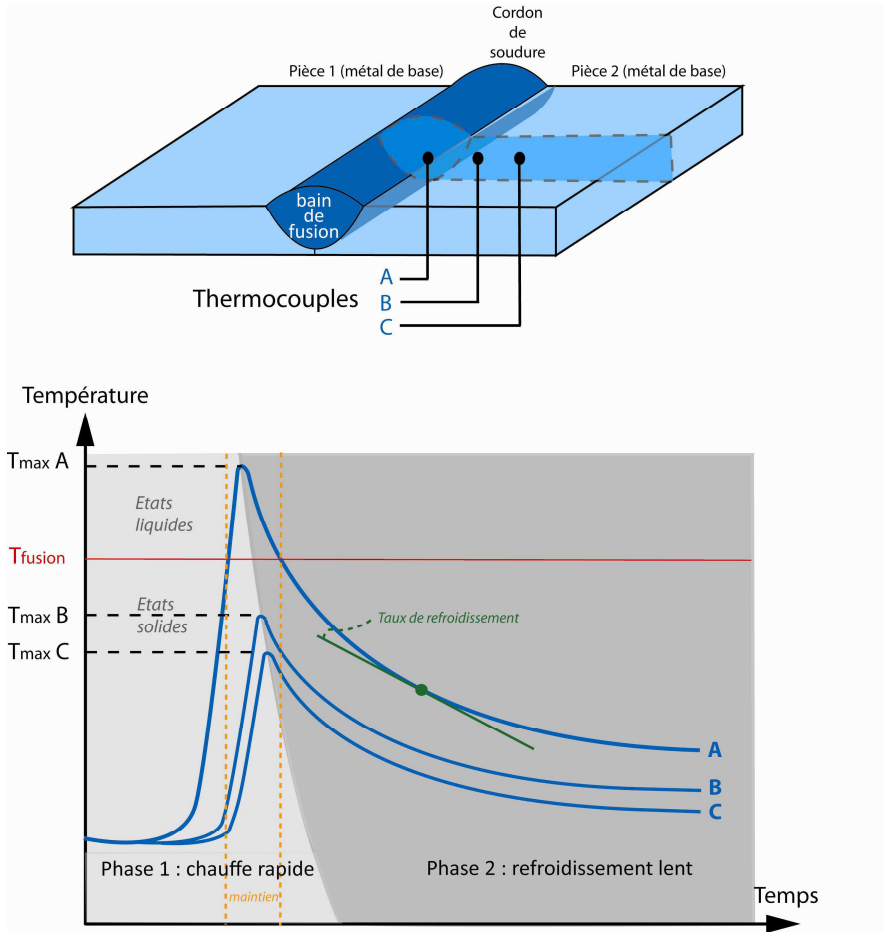 Cordon
de
soudure
Pièce 1 (métal de base)
Pièce 2 (métal de base)
bain
de
fusion
Thermocouples
A
B
C
Température
Tmax A
Etats
liquides
Tfusion
Etats
solides
Tmax B
Tmax C
Taux de refroidissement
A
B
C
Phase 1 : chauffe rapide
Phase 2 : refroidissement lent
maintien
Temps